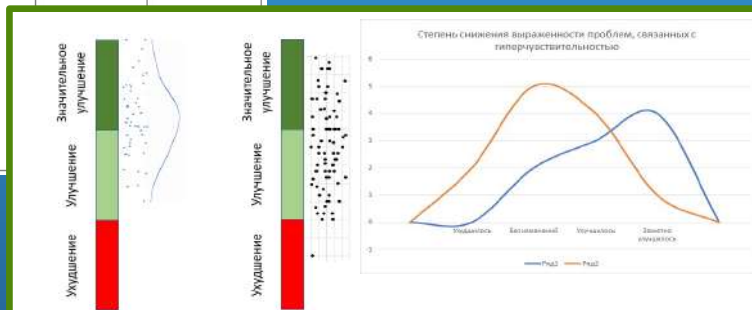 Значительное
улучшение
Улучшение
Ухудшение
Значительное
улучшение
Улучшение
Ухудшение
Степень снижения выраженности проблем, связанных с
гиперчувствительностью
6
5
4
3
2
1
0
-1
Ухудшилось
Без изменений
Улучшилось
Заметно
улучшилось
Ряд1
Ряд2